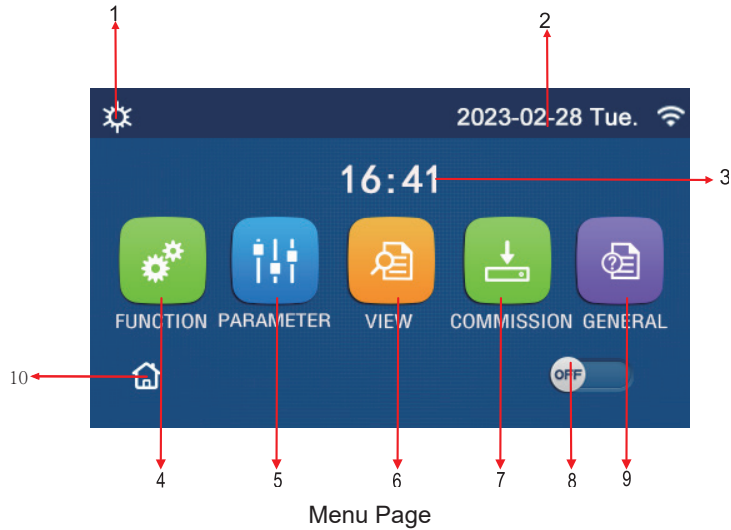 1 2
2023-02-28 Tue.
16:41
3
FUNCTION PARAMETER VIEW COMMISSION GENERAL
10
OFF
4 5 6 7 8 9
Menu Page